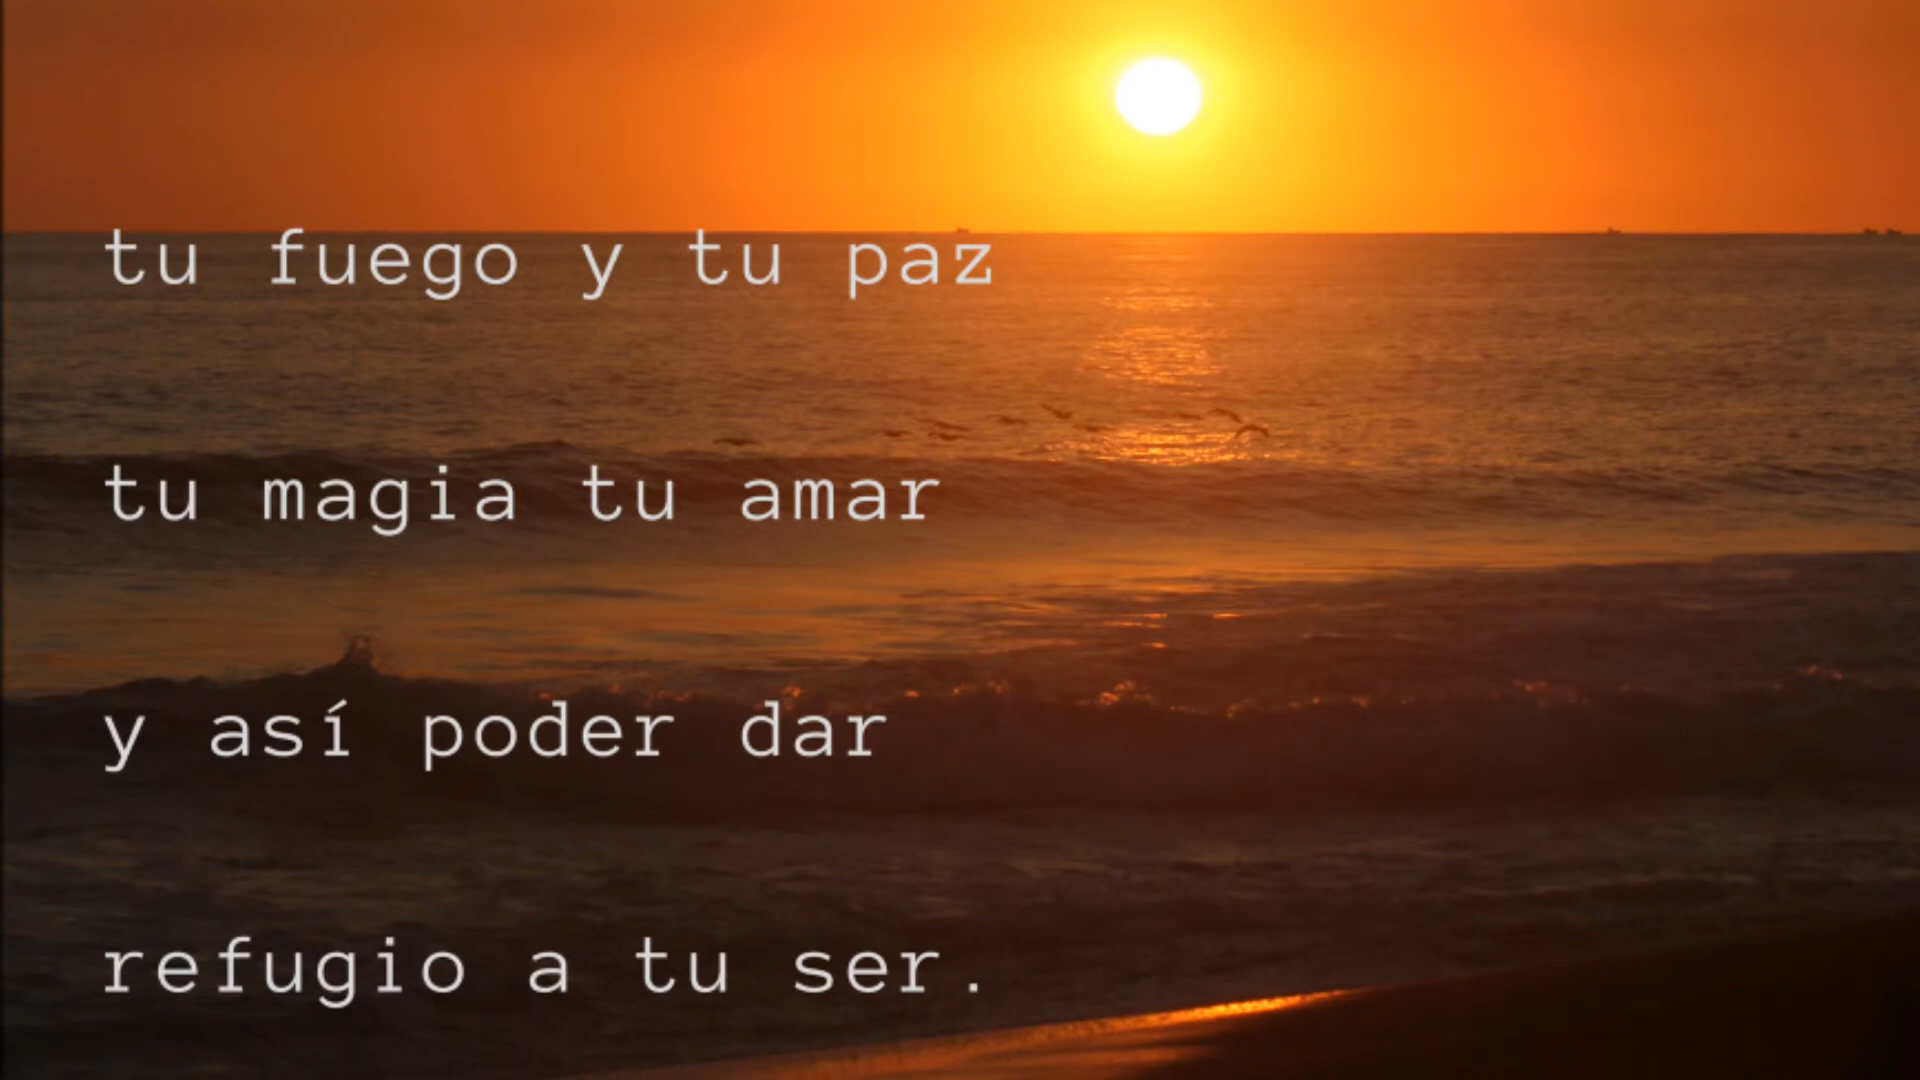 tu fuego y tu paz
tu magia tu amar
y así poder dar
refugio a tu ser.